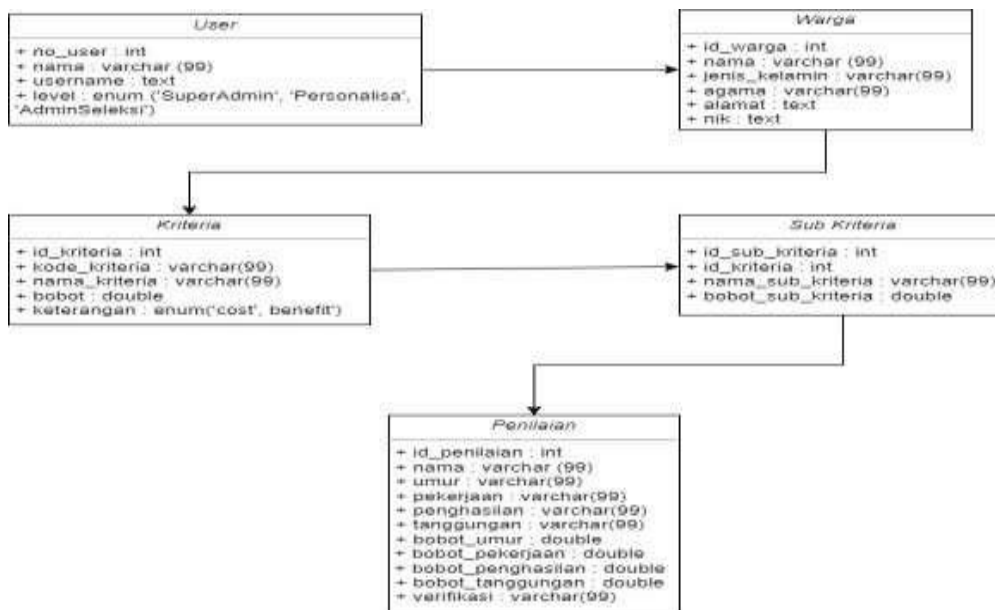 User
+ no_user : int
+ nama : varchar (99)
+ username : text
+ level : enum ('SuperAdmin', 'Personalisa',
'AdminSeleksi')
Warga
+ id_warga : int
+ nama : varchar (99)
+ jenis_kelamin : varchar(99)
+ agama : varchar(99)
+ alamat : text
+ nik : text
Kriteria
+ id_kriteria : int
+ kode_kriteria : varchar(99)
+ nama_kriteria : varchar(99)
+ bobot : double
+ keterangan : enum('cost', benefit')
Sub Kriteria
+ id_sub_kriteria : int
+ id_kriteria : int
+ nama_sub_kriteria : varchar(99)
+ bobot_sub_kriteria : double
Penilaian
+ id_penilaian : int
+ nama : varchar (99)
+ umur : varchar(99)
+ pekerjaan : varchar(99)
+ penghasilan : varchar(99)
+ tanggungan : varchar(99)
+ bobot_umur : double
+ bobot_pekerjaan : double
+ bobot_penghasilan : double
+ bobot_tanggungan : double
+ verifikasi : varchar(99)